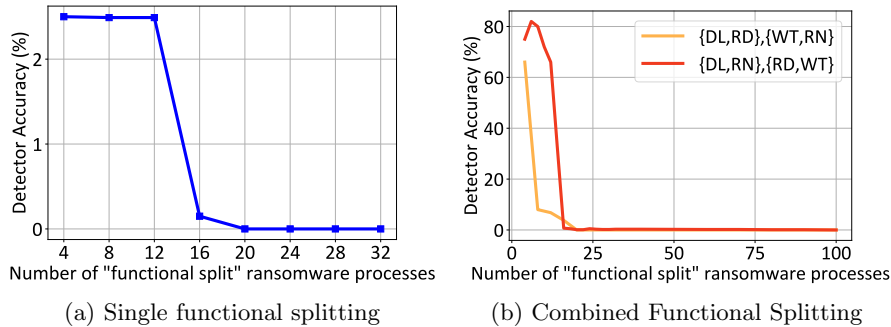 Detector Accuracy (%)
2
1
0
4 8 12 16 20 24 28 32
Number of "functional split" ransomware processes
(a) Single functional splitting
Detector Accuracy (%)
80
60
40
20
0
0 25 50 75 100
{DL,RD},{WT,RN}
{DL,RN},{RD,WT}
Number of "functional split" ransomware processes
(b) Combined Functional Splitting